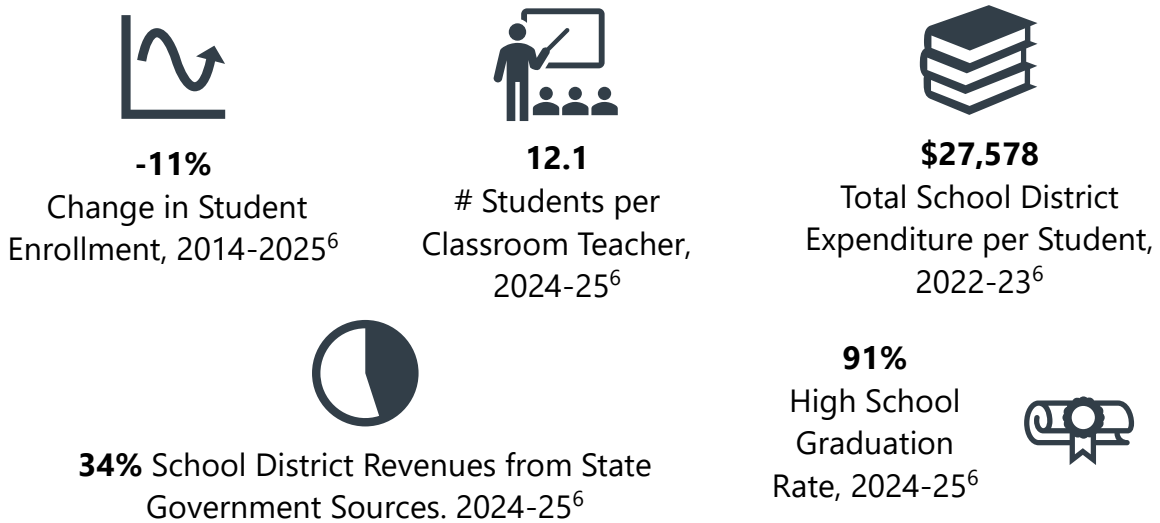 -11%
Change in Student
Enrollment, 2014-2025⁶
12.1
# Students per
Classroom Teacher,
2024-25⁶
$27,578
Total School District
Expenditure per Student,
2022-23⁶
34% School District Revenues from State
Government Sources. 2024-25⁶
91%
High School
Graduation
Rate, 2024-25⁶